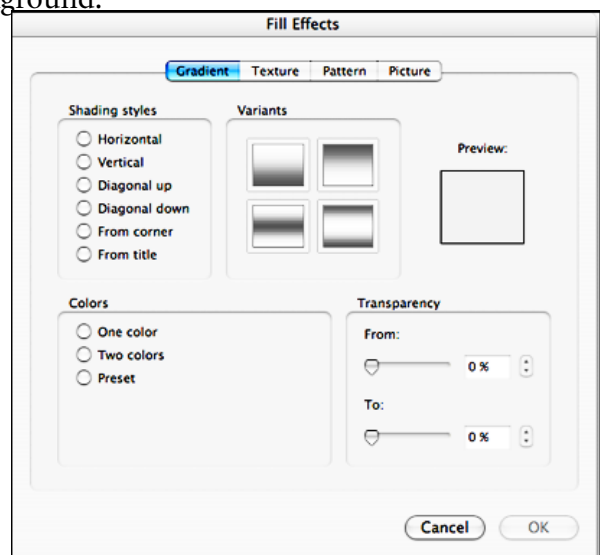 ground.
Fill Effects
Gradient Texture Pattern Picture
Shading styles
Horizontal
Vertical
Diagonal up
Diagonal down
From corner
From title
Variants
Preview:
Colors
One color
Two colors
Preset
Transparency
From:
0 %
To:
0 %
Cancel OK